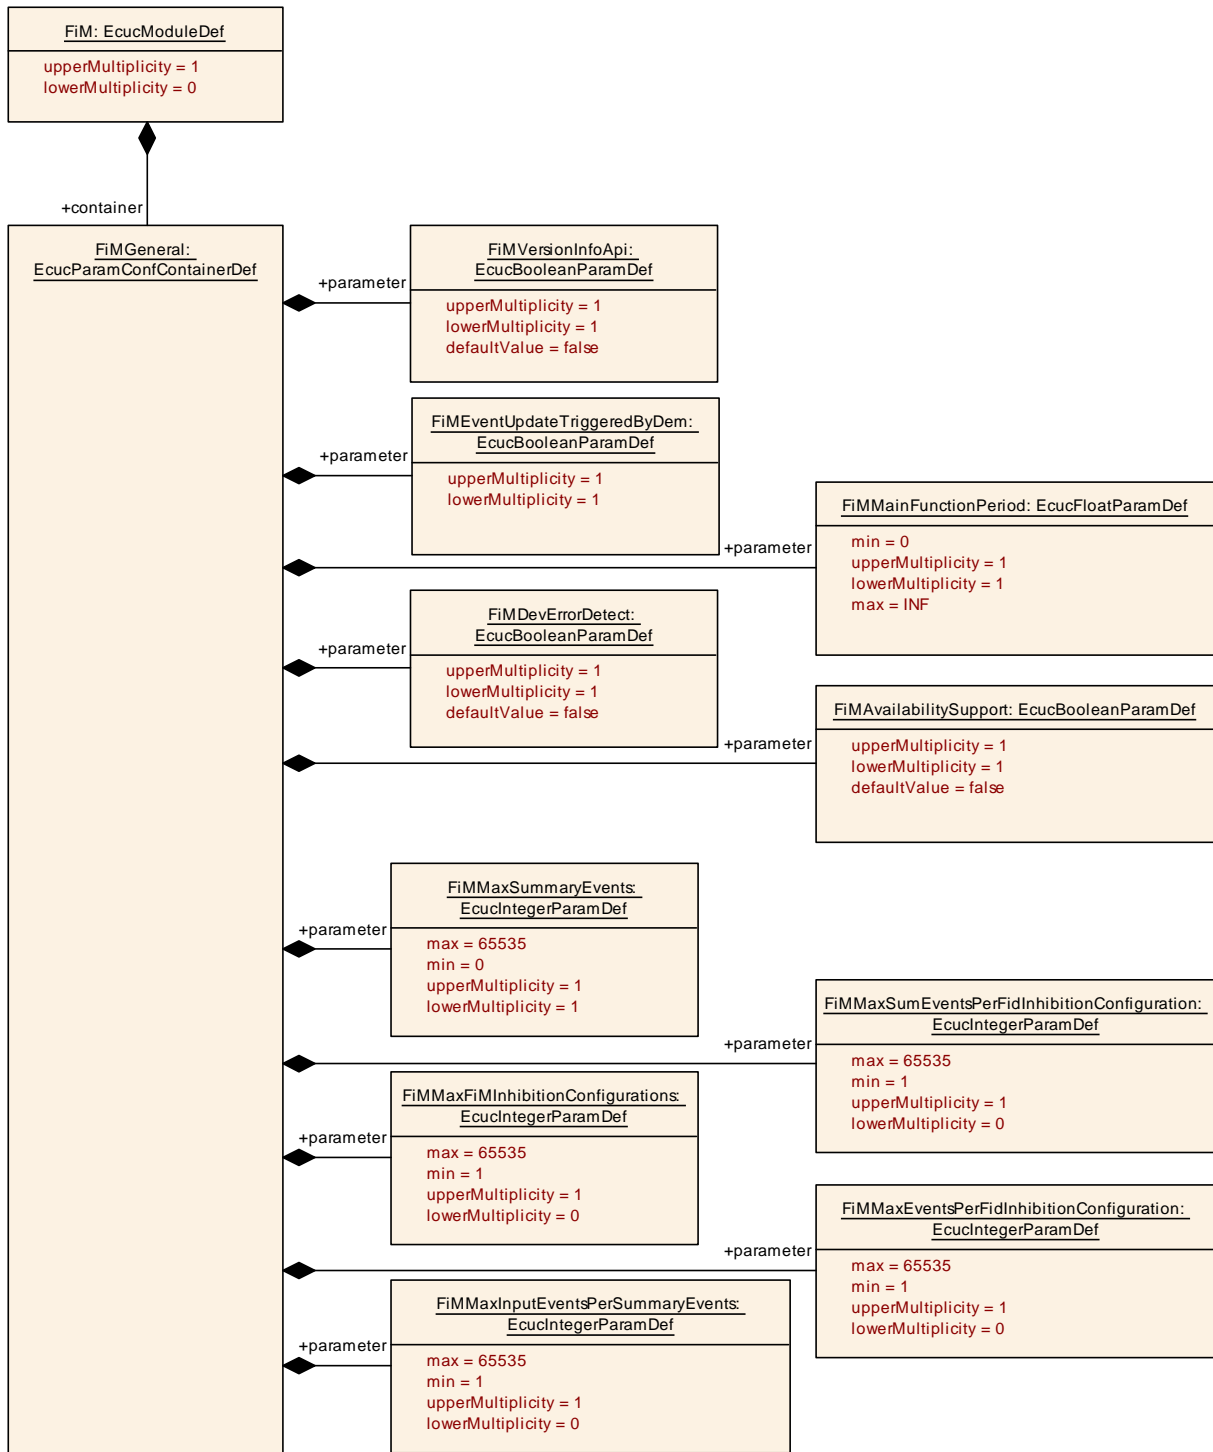 FiM: EcucModuleDef
upperMultiplicity = 1
lowerMultiplicity = 0
+container
FiMGeneral:
EcucParamConfContainerDef
+parameter
FiMVersionInfoApi:
EcucBooleanParamDef
upperMultiplicity = 1
lowerMultiplicity = 1
defaultValue = false
+parameter
FiMEventUpdateTriggeredByDem:
EcucBooleanParamDef
upperMultiplicity = 1
lowerMultiplicity = 1
+parameter
FiMMainFunctionPeriod: EcucFloatParamDef
min = 0
upperMultiplicity = 1
lowerMultiplicity = 1
max = INF
+parameter
FiMDevErrorDetect:
EcucBooleanParamDef
upperMultiplicity = 1
lowerMultiplicity = 1
defaultValue = false
+parameter
FiMAvailabilitySupport: EcucBooleanParamDef
upperMultiplicity = 1
lowerMultiplicity = 1
defaultValue = false
+parameter
FiMMaxSummaryEvents:
EcucIntegerParamDef
max = 65535
min = 0
upperMultiplicity = 1
lowerMultiplicity = 1
+parameter
FiMMaxSumEventsPerFidInhibitionConfiguration:
EcucIntegerParamDef
max = 65535
min = 1
upperMultiplicity = 1
lowerMultiplicity = 0
+parameter
FiMMaxFiMInhibitionConfigurations:
EcucIntegerParamDef
max = 65535
min = 1
upperMultiplicity = 1
lowerMultiplicity = 0
+parameter
FiMMaxEventsPerFidInhibitionConfiguration:
EcucIntegerParamDef
max = 65535
min = 1
upperMultiplicity = 1
lowerMultiplicity = 0
+parameter
FiMMaxInputEventsPerSummaryEvents:
EcucIntegerParamDef
max = 65535
min = 1
upperMultiplicity = 1
lowerMultiplicity = 0